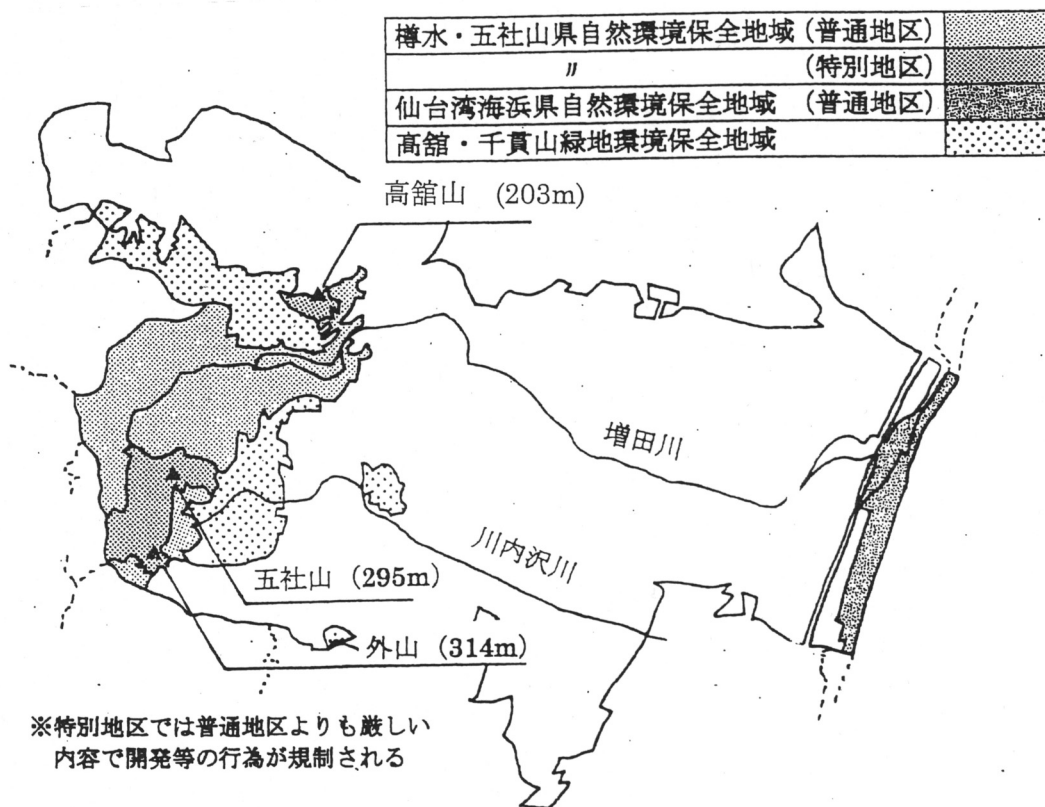 樽水・五社山県自然環境保全地域（普通地区）
〃（特別地区）
仙台湾海浜県自然環境保全地域（普通地区）
高舘・千貫山緑地環境保全地域
高舘山 (203m)
増田川
川内沢川
五社山 (295m)
外山 (314m)
※特別地区では普通地区よりも厳しい
内容で開発等の行為が規制される